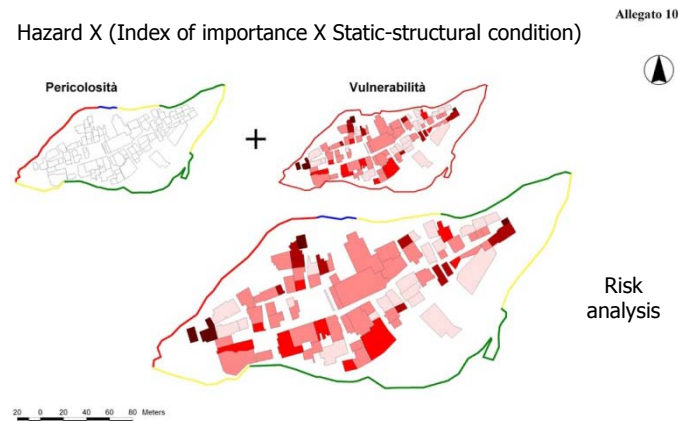 Allegato 10
Hazard X (Index of importance X Static-structural condition)
Pericolosità
Vulnerabilità
+
Risk
analysis
20 0 20 40 60 80 Meters